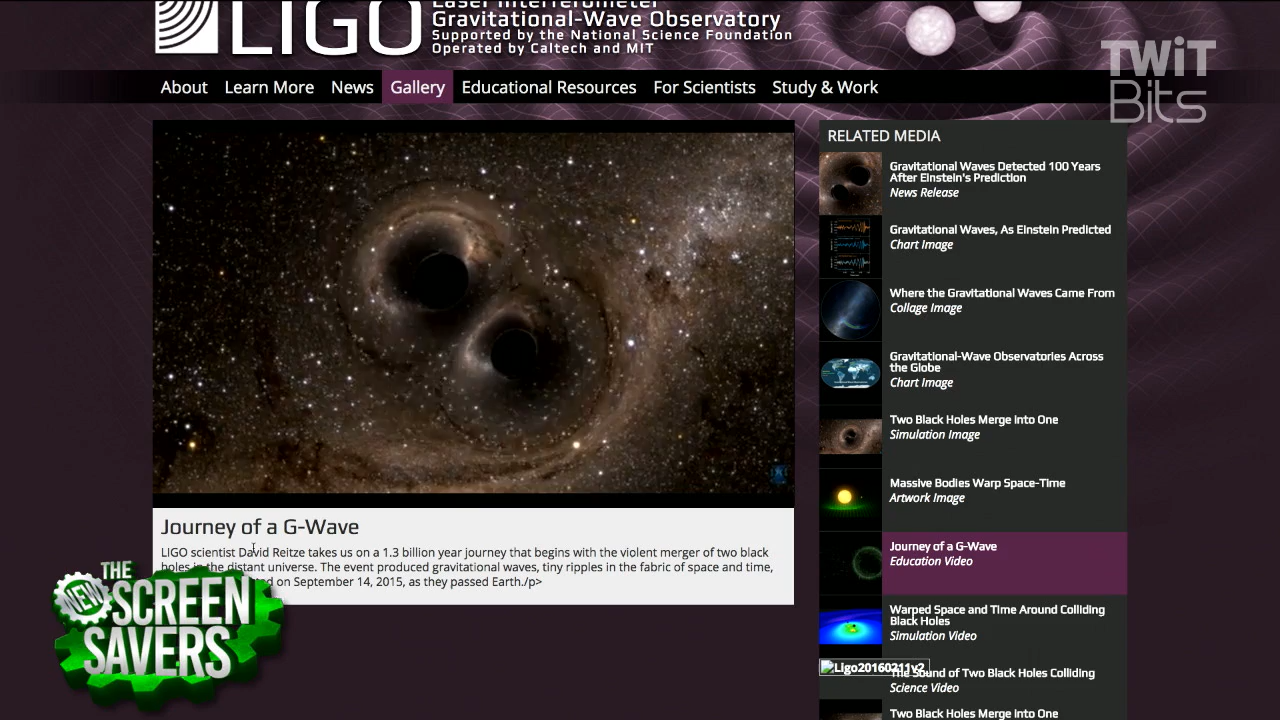 LIGO
Laser Interferometer
Gravitational-Wave Observatory
Supported by the National Science Foundation
Operated by Caltech and MIT
TWiT
Bits
About Learn More News Gallery Educational Resources For Scientists Study & Work
RELATED MEDIA
Gravitational Waves Detected 100 Years
After Einstein's Prediction
News Release
Gravitational Waves, As Einstein Predicted
Chart Image
Where the Gravitational Waves Came From
Collage Image
Gravitational-Wave Observatories Across
the Globe
Chart Image
Two Black Holes Merge into One
Simulation Image
Massive Bodies Warp Space-Time
Artwork Image
Journey of a G-Wave
Education Video
Warped Space and Time Around Colliding
Black Holes
Simulation Video
Ligo20160211v2
The Sound of Two Black Holes Colliding
Science Video
Two Black Holes Merge into One
Journey of a G-Wave
LIGO scientist David Reitze takes us on a 1.3 billion year journey that begins with the violent merger of two black
holes in the distant universe. The event produced gravitational waves, tiny ripples in the fabric of space and time,
on September 14, 2015, as they passed Earth./p>
THE
NEW
SCREEN
SAVERS